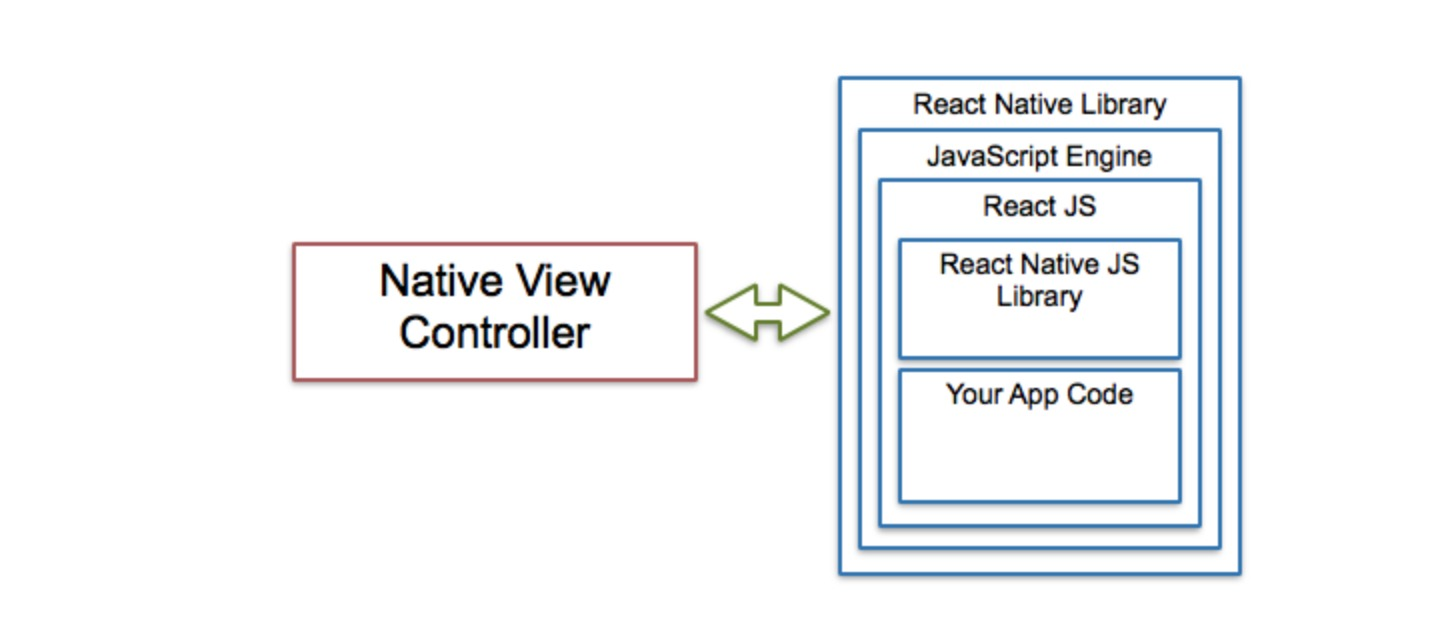 React Native Library
JavaScript Engine
React JS
React Native JS
Library
Your App Code
Native View
Controller